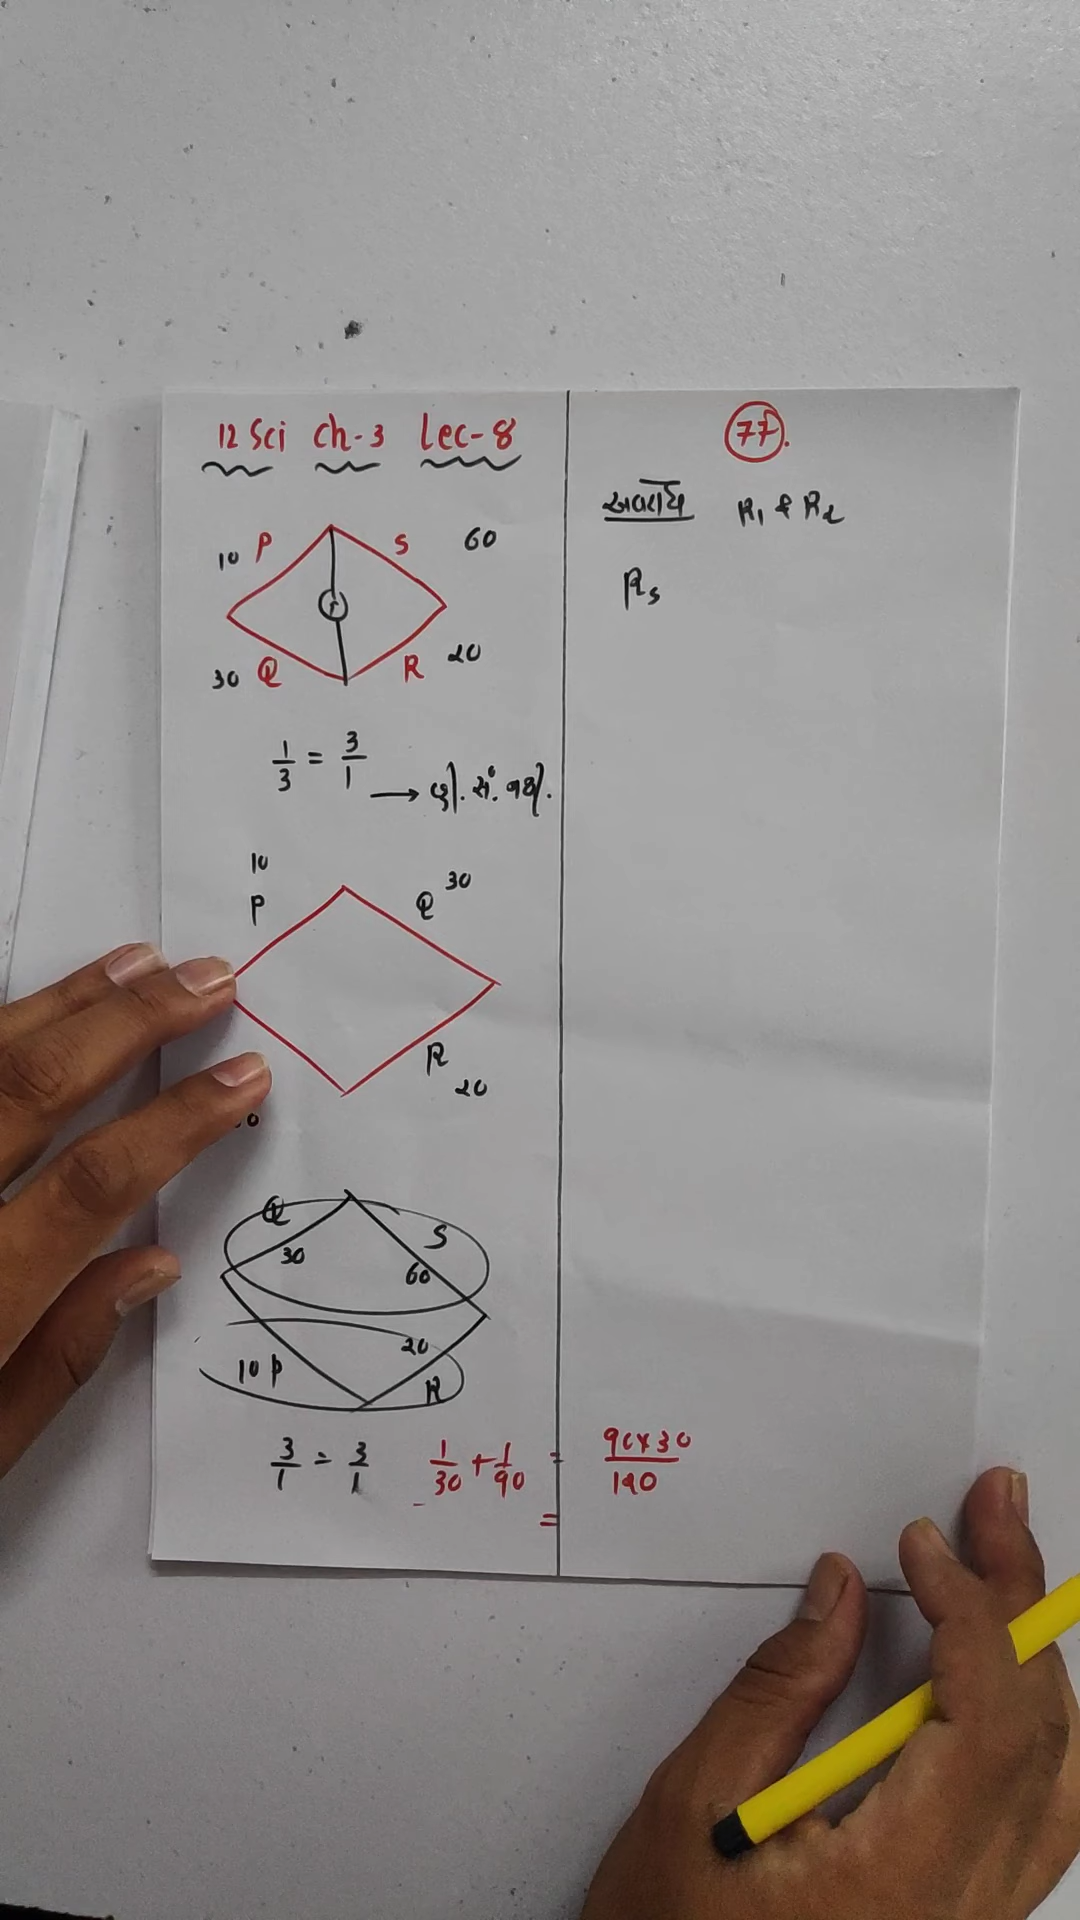 12 Sci ch-3 Lec-8
10 P S 60
30 Q R 20
1/3 = 3/1
→
10
P Q 30
R
20
Q S
30 60
20
10 P R
3/1 = 3/1 1/30 + 1/90 = 90×30/120
=
77.
અવરોધ R₁ & R₂
Rs